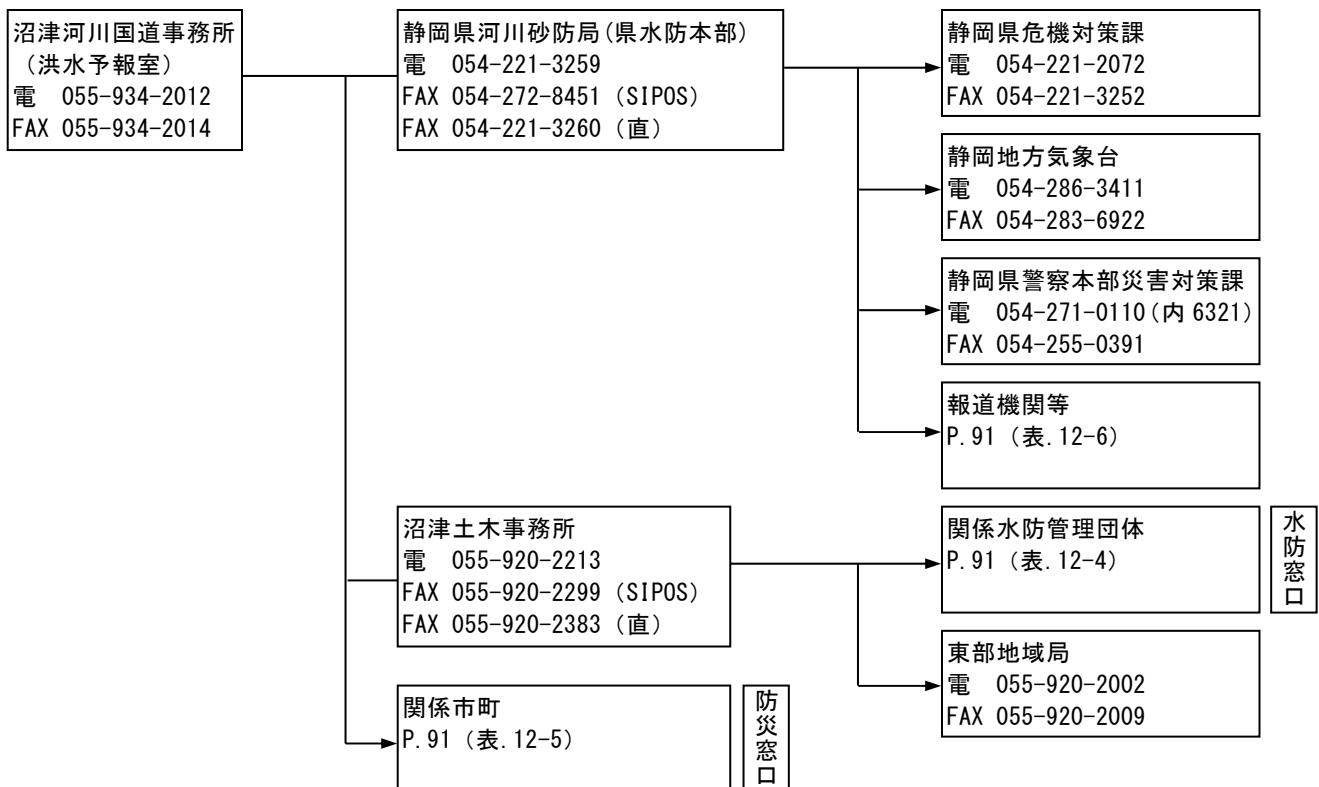 沼津河川国道事務所
（洪水予報室）
電　055-934-2012
FAX 055-934-2014
静岡県河川砂防局（県水防本部）
電　054-221-3259
FAX 054-272-8451（SIPOS）
FAX 054-221-3260（直）
静岡県危機対策課
電　054-221-2072
FAX 054-221-3252
静岡地方気象台
電　054-286-3411
FAX 054-283-6922
静岡県警察本部災害対策課
電　054-271-0110（内 6321）
FAX 054-255-0391
報道機関等
P.91（表.12-6）
沼津土木事務所
電　055-920-2213
FAX 055-920-2299（SIPOS）
FAX 055-920-2383（直）
関係水防管理団体
P.91（表.12-4）
水防窓口
東部地域局
電　055-920-2002
FAX 055-920-2009
関係市町
P.91（表.12-5）
防災窓口